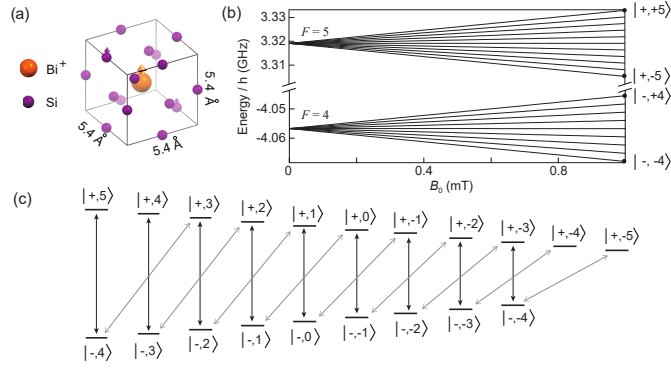 (a)
Bi+
Si
5.4 Å
5.4 Å
5.4 Å
(b)
Energy / h (GHz)
3.33
3.32
3.31
-4.05
-4.06
F = 5
F = 4
0
0.4
0.8
B0 (mT)
|+,+5⟩
|+,-5⟩
|-,+4⟩
|-, -4⟩
(c)
|+,5⟩ |+,4⟩ |+,3⟩ |+,2⟩ |+,1⟩ |+,0⟩ |+,-1⟩ |+,-2⟩ |+,-3⟩ |+,-4⟩ |+,-5⟩
|-,4⟩ |-,3⟩ |-,2⟩ |-,1⟩ |-,0⟩ |-,-1⟩ |-,-2⟩ |-,-3⟩ |-,-4⟩